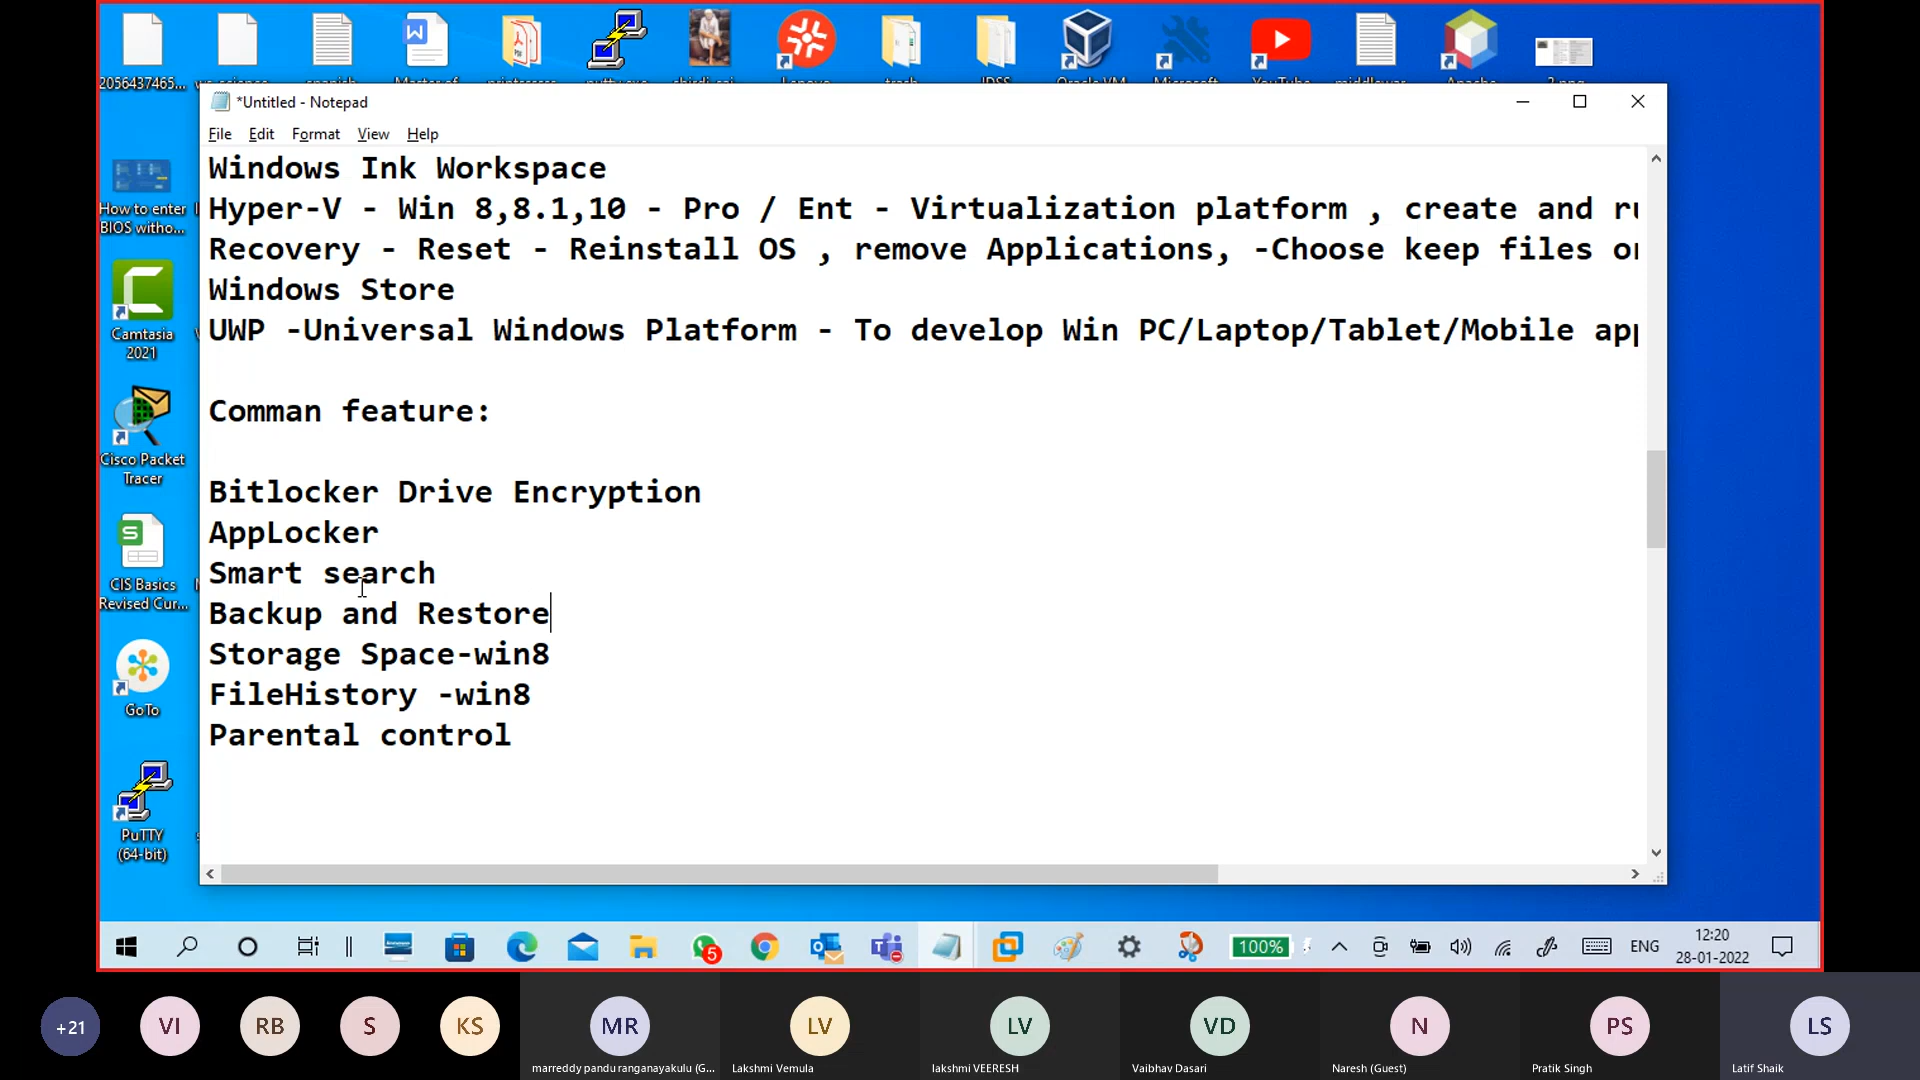 2056437465...
*Untitled - Notepad
File Edit Format View Help
Windows Ink Workspace
Hyper-V - Win 8,8.1,10 - Pro / Ent - Virtualization platform , create and ru
Recovery - Reset - Reinstall OS , remove Applications, -Choose keep files or
Windows Store
UWP -Universal Windows Platform - To develop Win PC/Laptop/Tablet/Mobile app
Comman feature:
Bitlocker Drive Encryption
AppLocker
Smart search
Backup and Restore
Storage Space-win8
FileHistory -win8
Parental control
How to enter
BIOS witho...
Camtasia
2021
Cisco Packet
Tracer
CIS Basics
Revised Cur...
GoTo
PuTTY
(64-bit)
5
100%
ENG
12:20
28-01-2022
+21
VI
RB
S
KS
MR
LV
LV
VD
N
PS
LS
marreddy pandu ranganayakulu (G...
Lakshmi Vemula
lakshmi VEERESH
Vaibhav Dasari
Naresh (Guest)
Pratik Singh
Latif Shaik